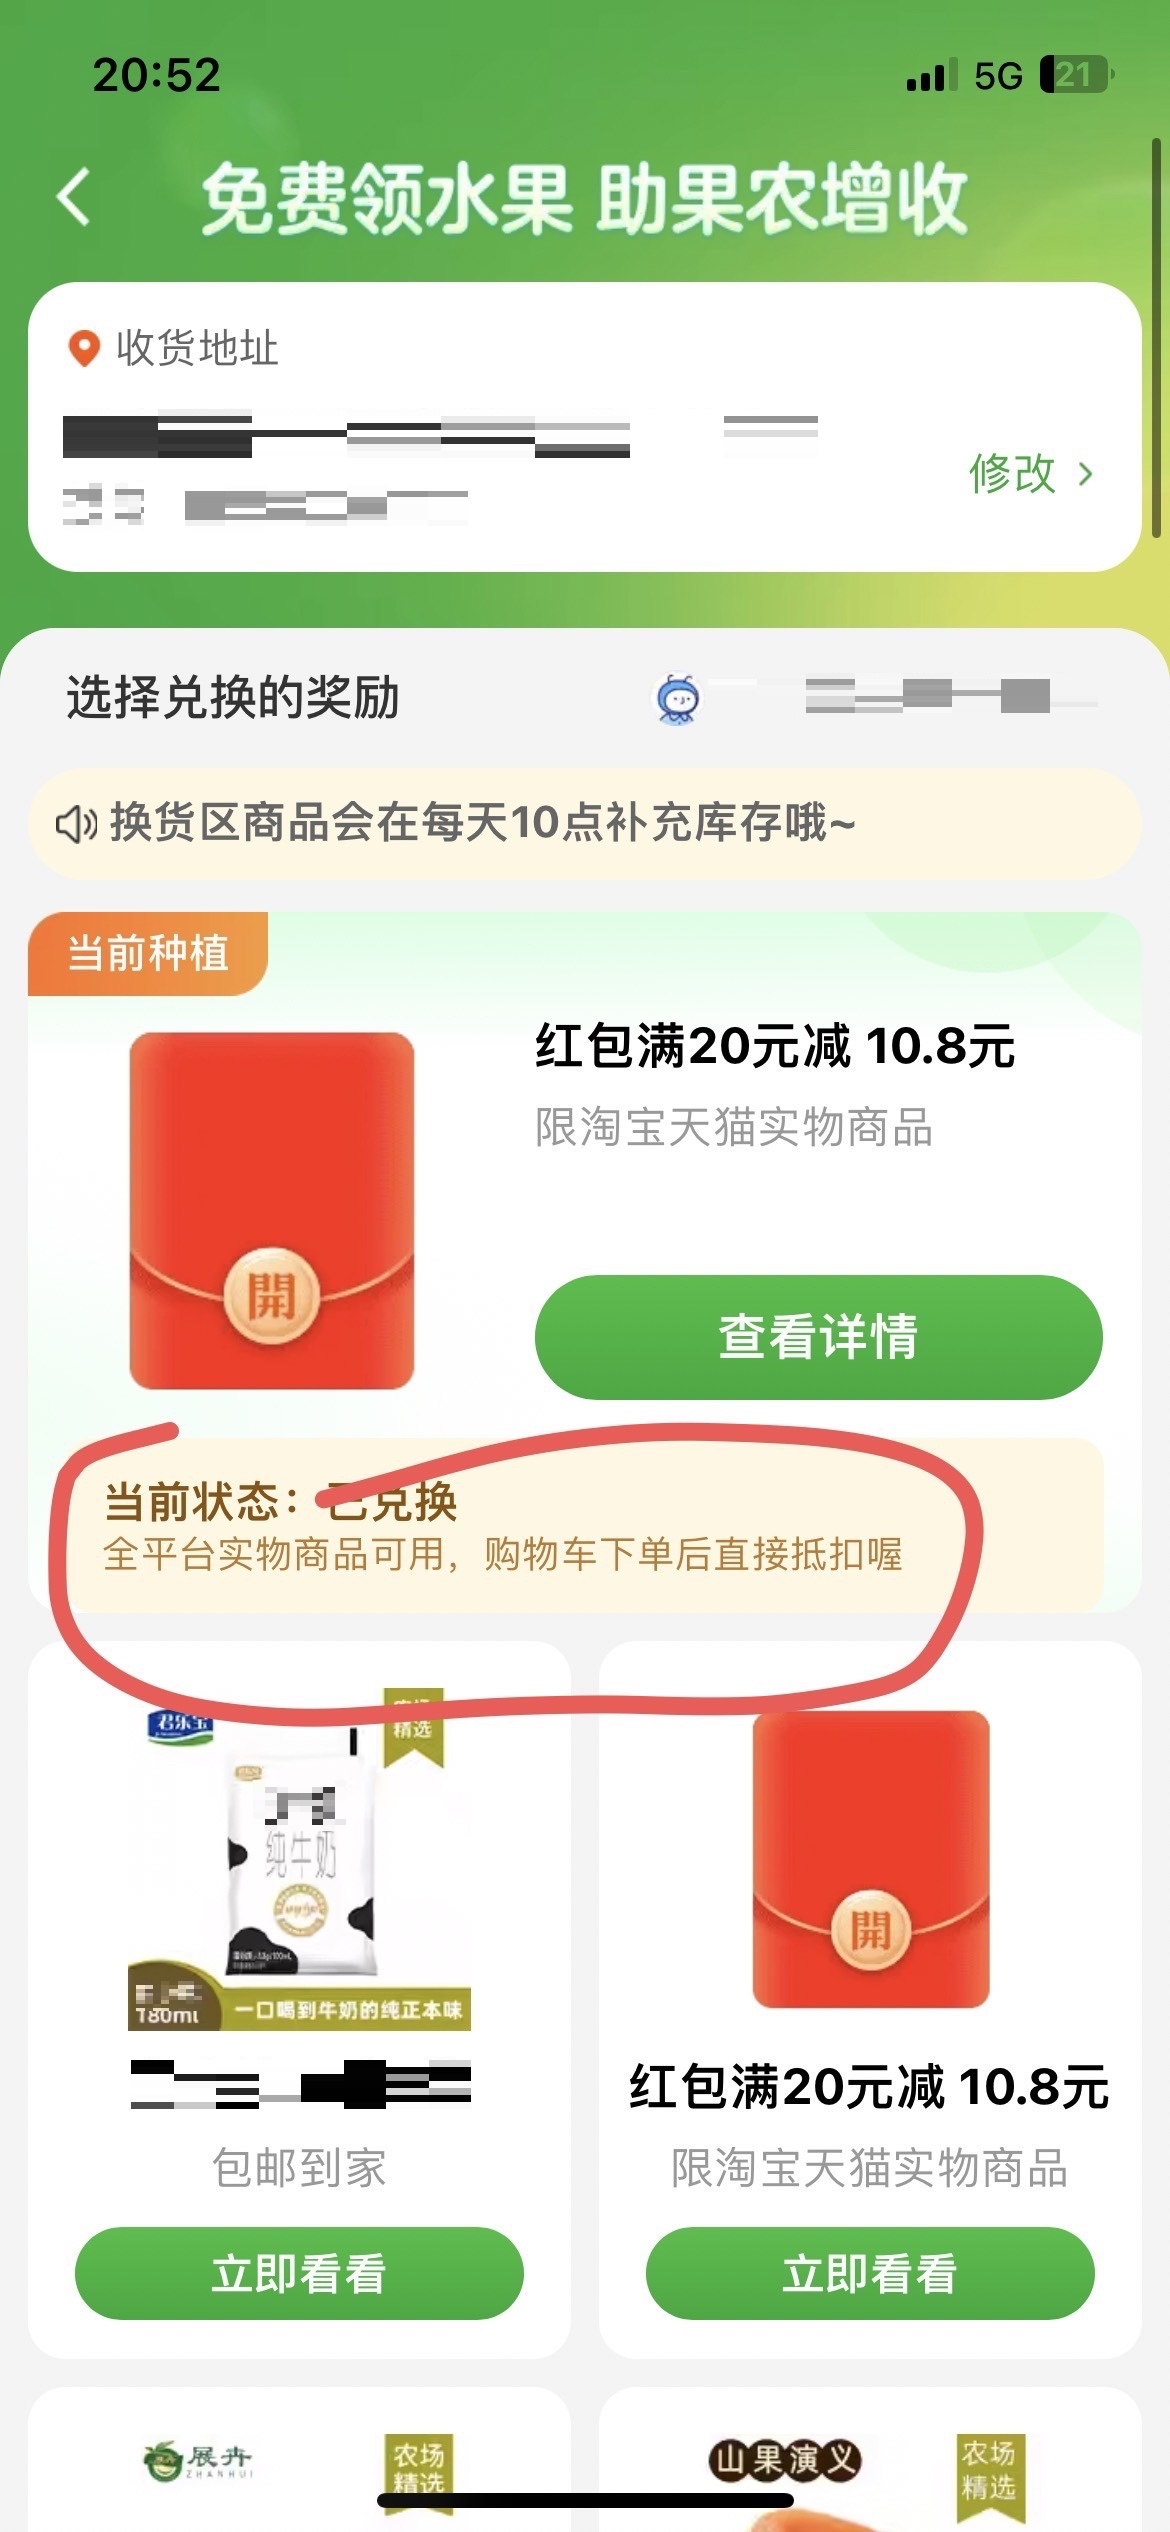 20:52
5G
21
免费领水果 助果农增收
收货地址
修改
选择兑换的奖励
换货区商品会在每天10点补充库存哦~
当前种植
红包满20元减 10.8元
限淘宝天猫实物商品
開
查看详情
当前状态：已兑换
全平台实物商品可用，购物车下单后直接抵扣喔
君乐宝
农场
精选
纯牛奶
180ml
一口喝到牛奶的纯正本味
包邮到家
立即看看
開
红包满20元减 10.8元
限淘宝天猫实物商品
立即看看
展卉
ZHANHUI
农场
精选
山果演义
农场
精选